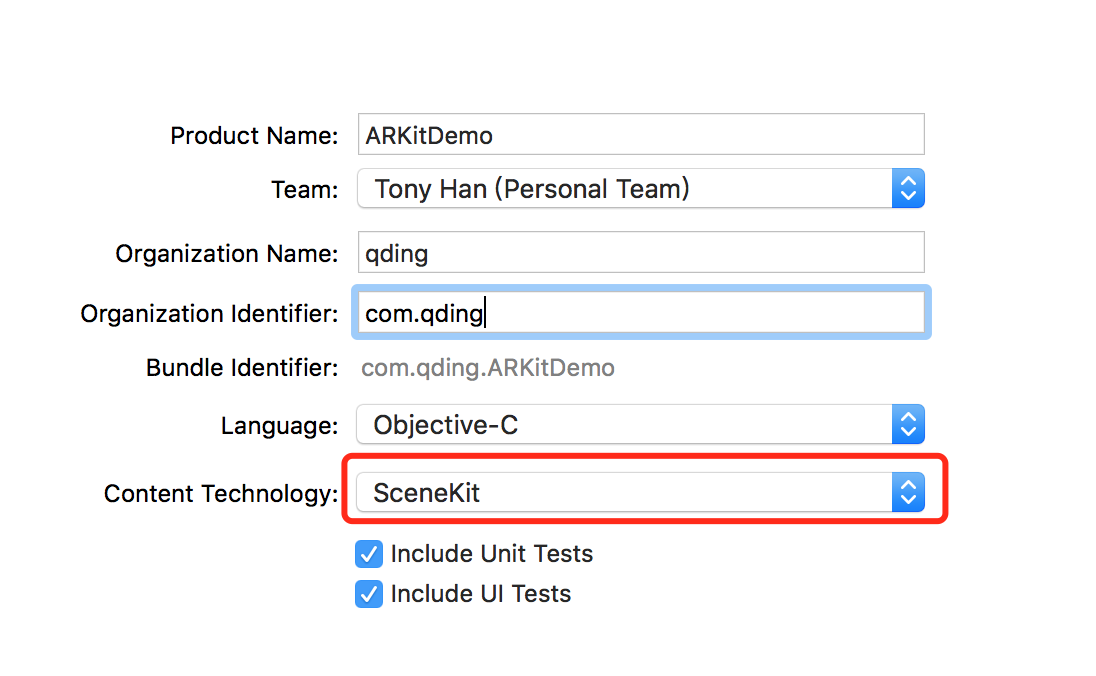 Product Name: ARKitDemo
Team: Tony Han (Personal Team)
Organization Name: qding
Organization Identifier: com.qding
Bundle Identifier: com.qding.ARKitDemo
Language: Objective-C
Content Technology: SceneKit
Include Unit Tests
Include UI Tests